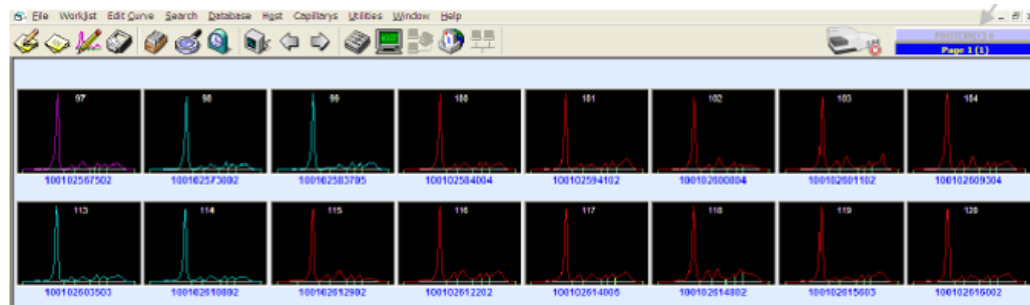 File Worklist Edit Curve Search Database Host Capillarys Utilities Window Help
PROTEIN(E) 6
Page 1 (1)
97 98 99 100 101 102 103 104
100102567502 100102573002 100102583705 100102584004 100102594102 100102600804 100102601102 100102609304
113 114 115 116 117 118 119 120
100102603503 100102610802 100102612902 100102612202 100102614005 100102614802 100102615603 100102616002